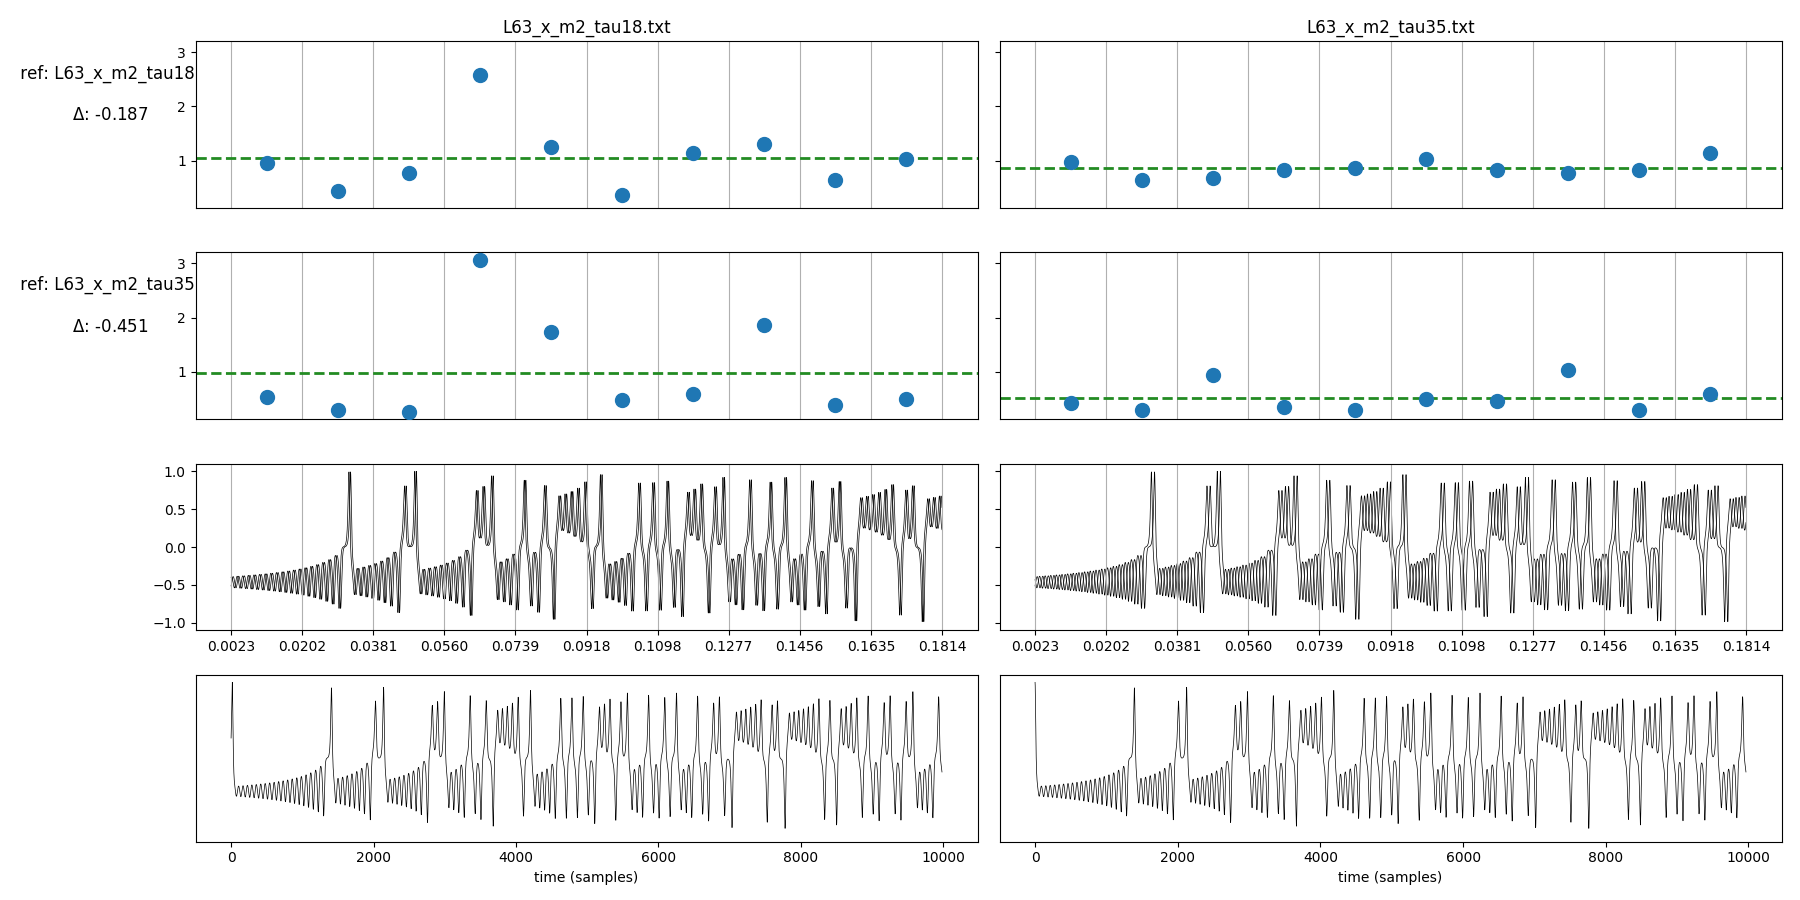 L63_x_m2_tau18.txt L63_x_m2_tau35.txt
3
ref: L63_x_m2_tau18
2
Δ: -0.187
1
3
ref: L63_x_m2_tau35
2
Δ: -0.451
1
1.0
0.5
0.0
−0.5
−1.0
0.0023 0.0202 0.0381 0.0560 0.0739 0.0918 0.1098 0.1277 0.1456 0.1635 0.1814 0.0023 0.0202 0.0381 0.0560 0.0739 0.0918 0.1098 0.1277 0.1456 0.1635 0.1814
0 2000 4000 6000 8000 10000 0 2000 4000 6000 8000 10000
time (samples) time (samples)